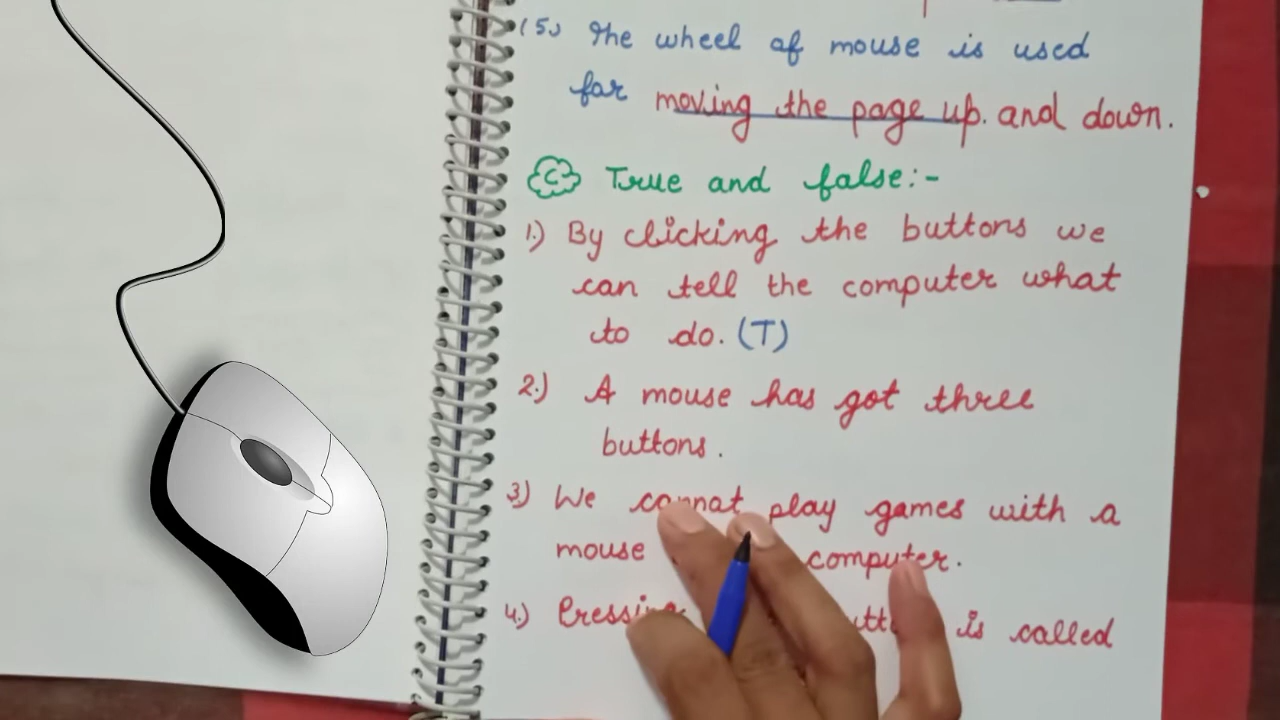 (5.) The wheel of mouse is used
for moving the page up. and down.
C True and false:-
1.) By clicking the buttons we
can tell the computer what
to do. (T)
2.) A mouse has got three
buttons.
3.) We cannot play games with a
mouse computer.
4.) is called